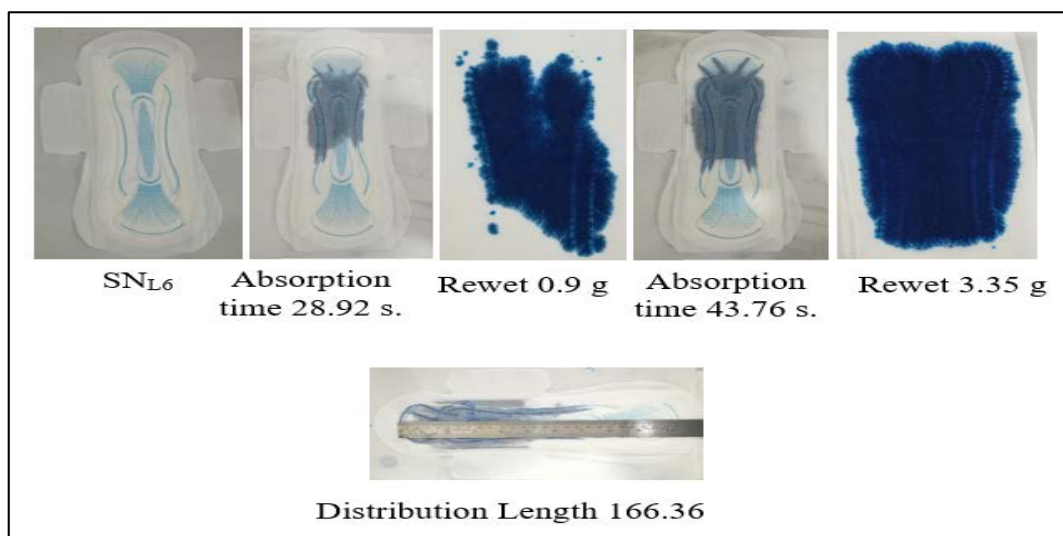 SNL6
Absorption
time 28.92 s.
Rewet 0.9 g
Absorption
time 43.76 s.
Rewet 3.35 g
Distribution Length 166.36